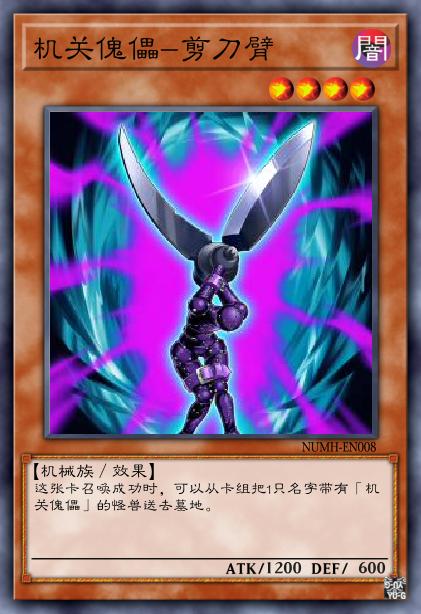 机关傀儡-剪刀臂
闇
NUMH-EN008
【机械族/效果】
这张卡召唤成功时，可以从卡组把1只名字带有「机
关傀儡」的怪兽送去墓地。
ATK/1200 DEF/ 600